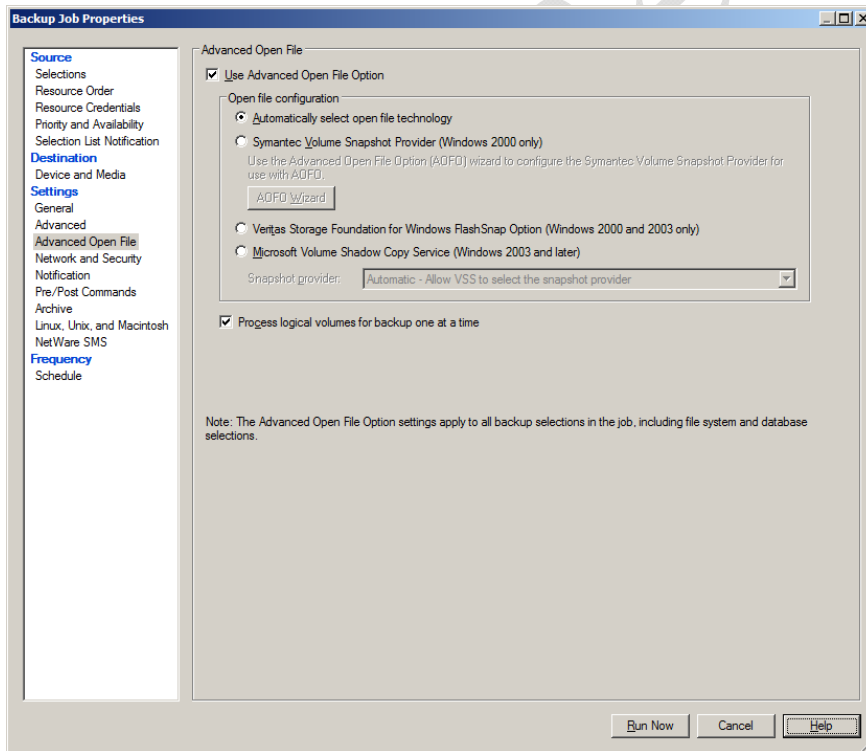 Backup Job Properties
Source
Selections
Resource Order
Resource Credentials
Priority and Availability
Selection List Notification
Destination
Device and Media
Settings
General
Advanced
Advanced Open File
Network and Security
Notification
Pre/Post Commands
Archive
Linux, Unix, and Macintosh
NetWare SMS
Frequency
Schedule
Advanced Open File
Use Advanced Open File Option
Open file configuration
Automatically select open file technology
Symantec Volume Snapshot Provider (Windows 2000 only)
Use the Advanced Open File Option (AOFO) wizard to configure the Symantec Volume Snapshot Provider for
use with AOFO.
AOFO Wizard
Veritas Storage Foundation for Windows FlashSnap Option (Windows 2000 and 2003 only)
Microsoft Volume Shadow Copy Service (Windows 2003 and later)
Snapshot provider: Automatic - Allow VSS to select the snapshot provider
Process logical volumes for backup one at a time
Note: The Advanced Open File Option settings apply to all backup selections in the job, including file system and database
selections.
Run Now Cancel Help